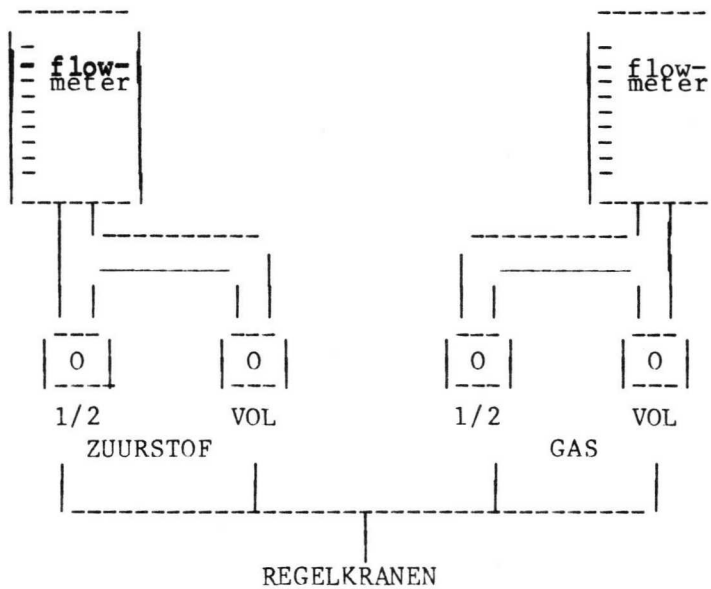 flow-
meter
flow-
meter
O O O O
1/2 VOL 1/2 VOL
ZUURSTOF GAS
REGELKRANEN